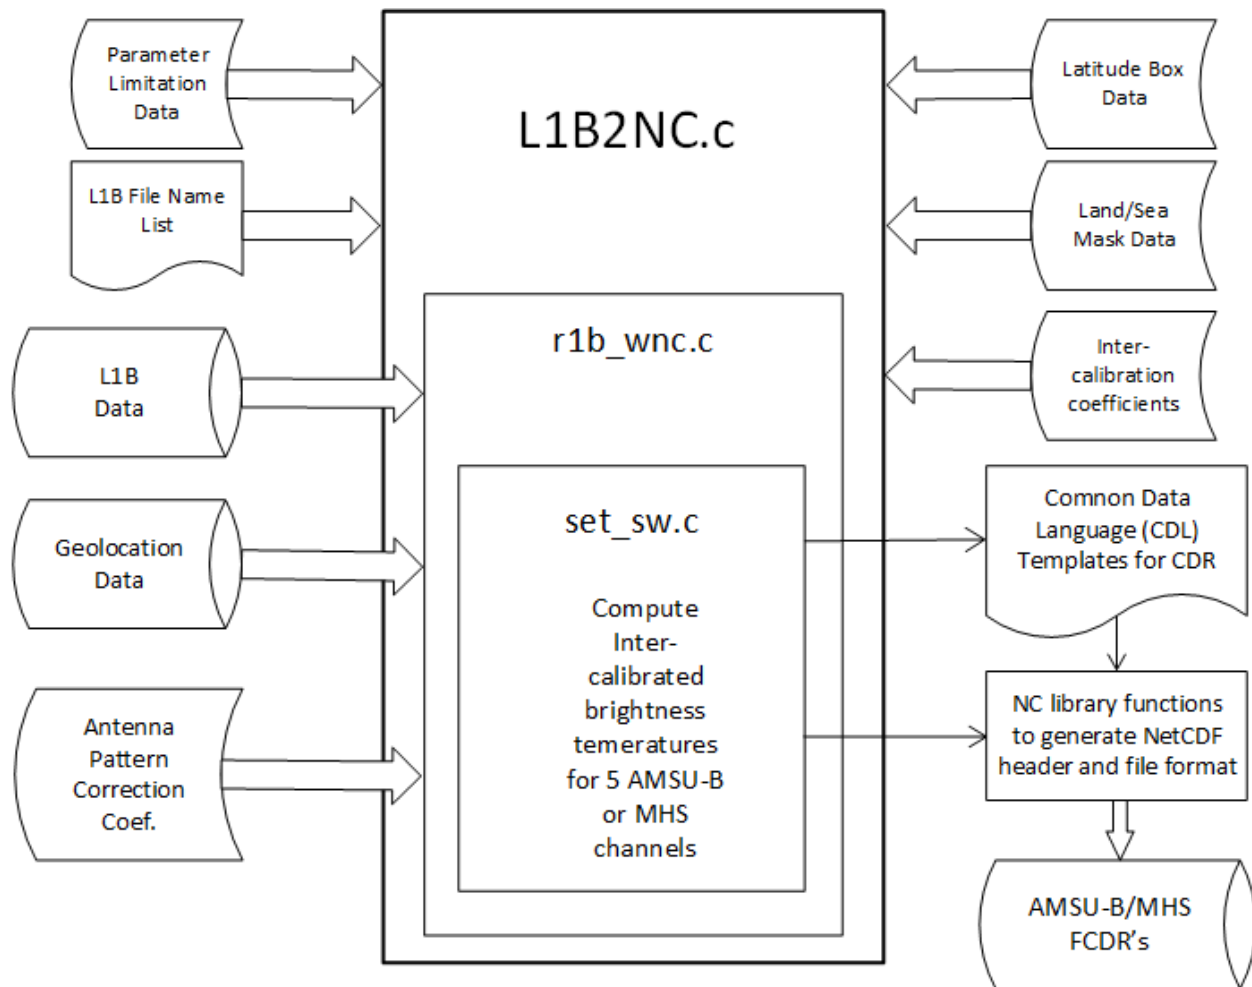 Parameter
Limitation
Data
L1B File Name
List
L1B
Data
Geolocation
Data
Antenna
Pattern
Correction
Coef.
L1B2NC.c
r1b_wnc.c
set_sw.c
Compute
Inter-
calibrated
brightness
temeratures
for 5 AMSU-B
or MHS
channels
Latitude Box
Data
Land/Sea
Mask Data
Inter-
calibration
coefficients
Comnon Data
Language (CDL)
Templates for CDR
NC library functions
to generate NetCDF
header and file format
AMSU-B/MHS
FCDR's